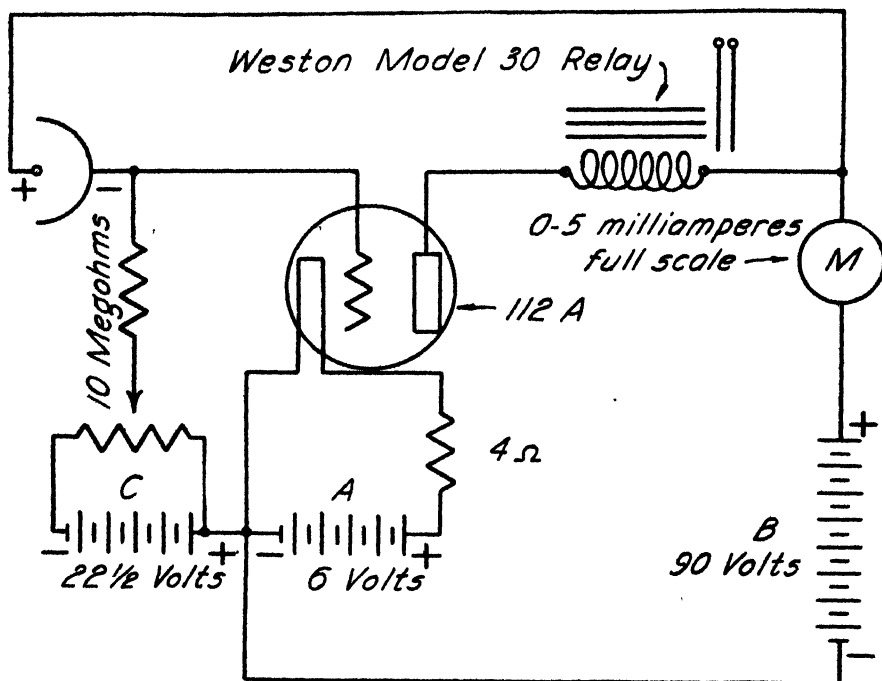 Weston Model 30 Relay
+
−
0-5 milliamperes
full scale
M
10 Megohms
112 A
4 Ω
C
A
+
B
90 Volts
−
+
−
+
22½ Volts
6 Volts
−